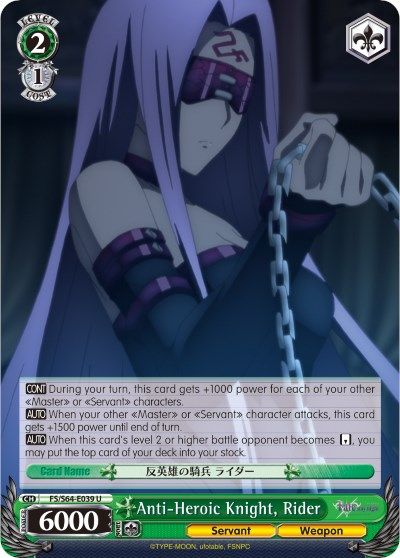 LEVEL
2
1
COST
CONT During your turn, this card gets +1000 power for each of your other
«Master» or «Servant» characters.
AUTO When your other «Master» or «Servant» character attacks, this card
gets +1500 power until end of turn.
AUTO When this card's level 2 or higher battle opponent becomes [ ], you
may put the top card of your deck into your stock.
Card Name 反英雄の騎兵 ライダー
CH FS/S64-E039 U
Anti-Heroic Knight, Rider
POWER 6000
Servant Weapon
©TYPE-MOON, ufotable, FSNPC